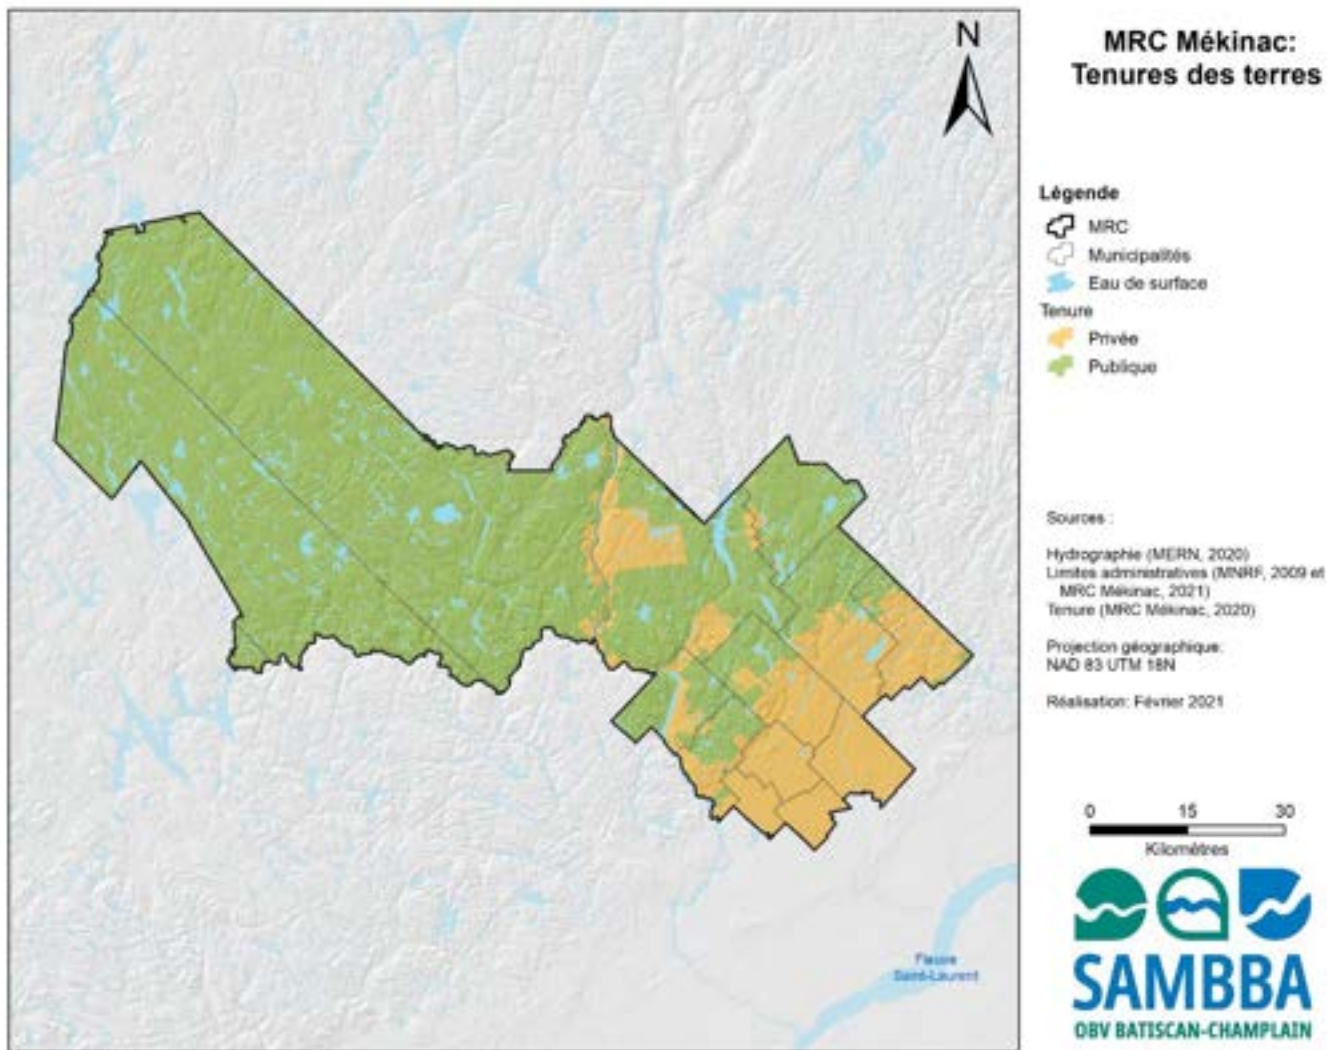 N
MRC Mékinac:
Tenures des terres
Légende
MRC
Municipalités
Eau de surface
Tenure
Privée
Publique
Sources :
Hydrographie (MERN, 2020)
Limites administratives (MNRF, 2009 et
MRC Mékinac, 2021)
Tenure (MRC Mékinac, 2020)
Projection géographique:
NAD 83 UTM 18N
Réalisation: Février 2021
0 15 30
Kilomètres
Fleuve
Saint-Laurent
SAMBBA
OBV BATISCAN-CHAMPLAIN